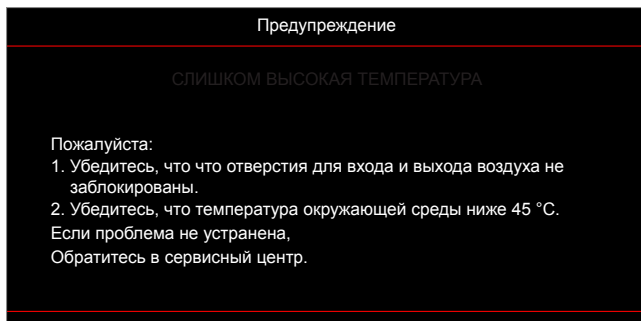 Предупреждение
СЛИШКОМ ВЫСОКАЯ ТЕМПЕРАТУРА
Пожалуйста:
1. Убедитесь, что что отверстия для входа и выхода воздуха не
заблокированы.
2. Убедитесь, что температура окружающей среды ниже 45 °C.
Если проблема не устранена,
Обратитесь в сервисный центр.